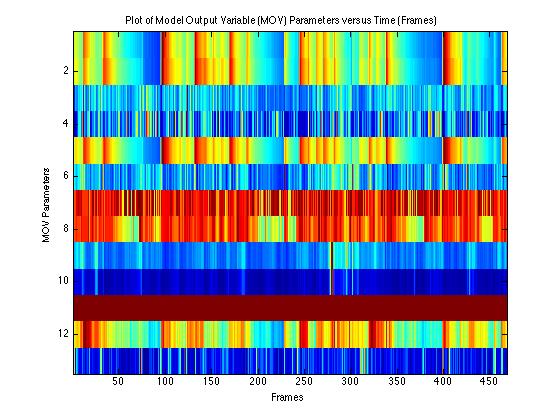 Plot of Model Output Variable (MOV) Parameters versus Time (Frames)
MOV Parameters
2
4
6
8
10
12
50 100 150 200 250 300 350 400 450
Frames